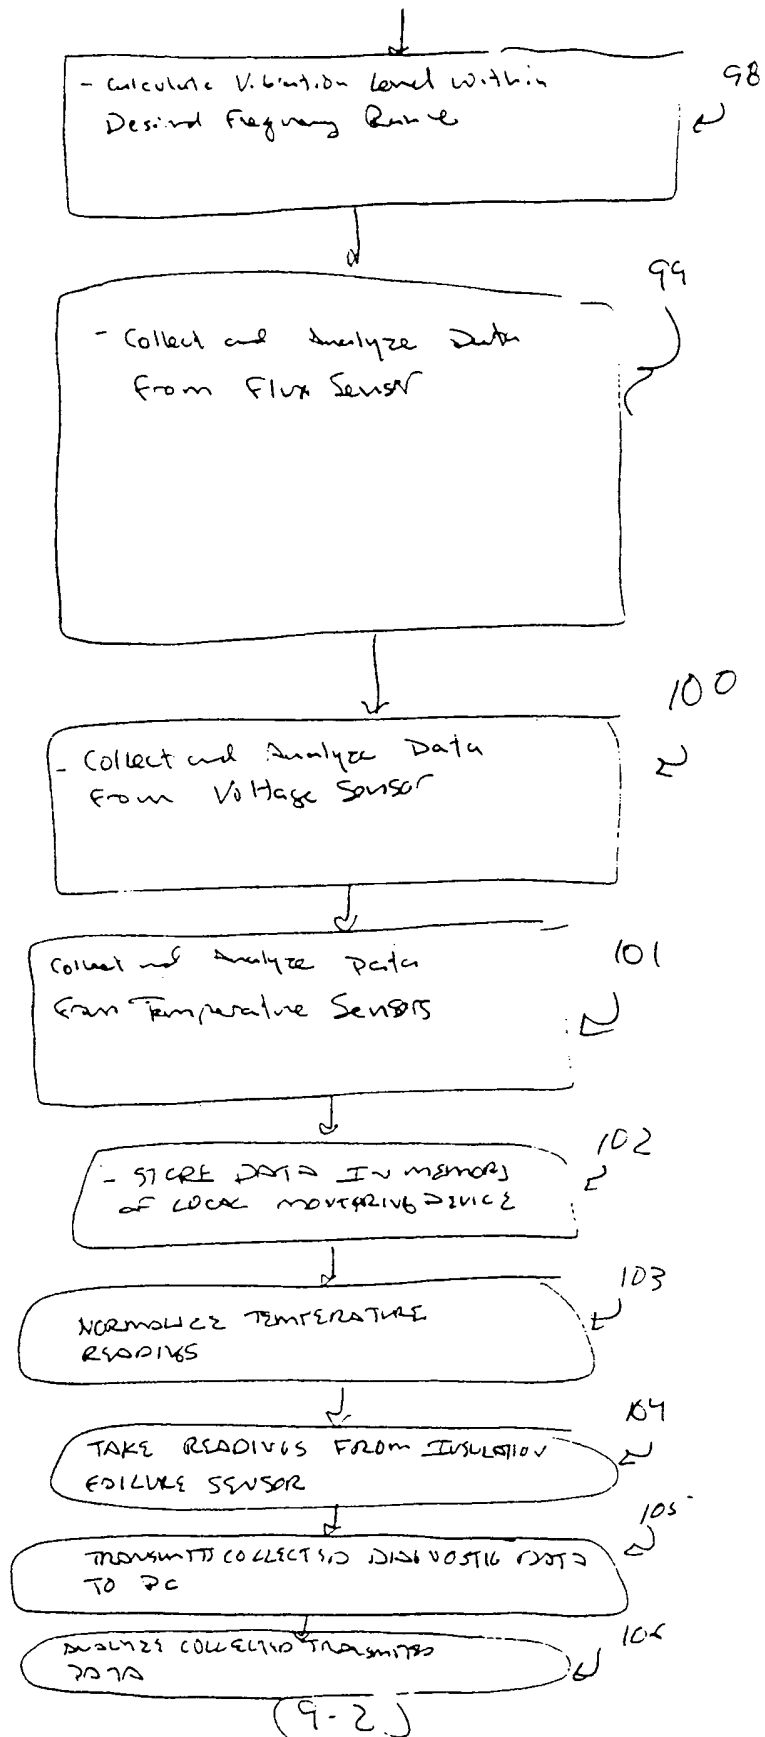 - Calculate Vibration Level Within
Desired Frequency Range
98
- Collect and Analyze Data
From Flux Sensor
99
- Collect and Analyze Data
From Voltage Sensor
100
Collect and Analyze Data
From Temperature Sensors
101
- STORE DATA IN MEMORY
OF LOCAL MONITORING DEVICE
102
NORMALIZE TEMPERATURE
READINGS
103
TAKE READINGS FROM INSULATION
FAILURE SENSOR
104
TRANSMITT COLLECTED DIAGNOSTIC DATA
TO PC
105
ANALYZE COLLECTED TRANSMITED
DATA
106
(9-2)